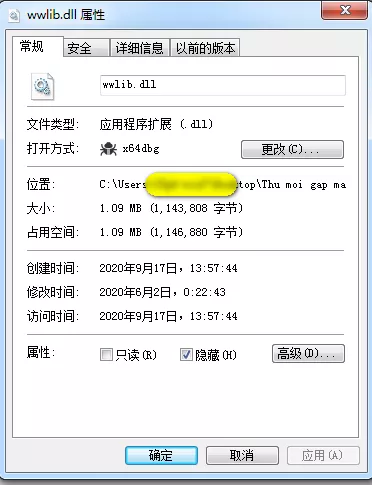 wwlib.dll 属性
常规 安全 详细信息 以前的版本
wwlib.dll
文件类型: 应用程序扩展 (.dll)
打开方式: x64dbg 更改(C)...
位置: C:\Users top\Thu moi gap ma
大小: 1.09 MB (1,143,808 字节)
占用空间: 1.09 MB (1,146,880 字节)
创建时间: 2020年9月17日，13:57:44
修改时间: 2020年6月2日，0:22:43
访问时间: 2020年9月17日，13:57:44
属性: 只读(R) 隐藏(H) 高级(D)...
确定 取消 应用(A)